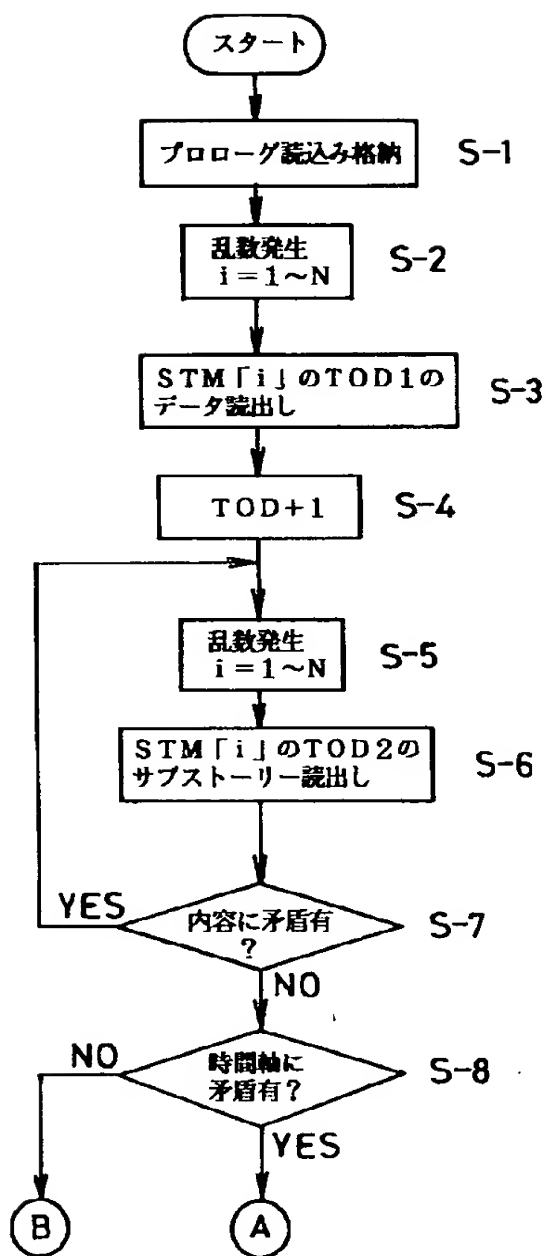 スタート
プロローグ読込み格納
S-1
乱数発生
i=1~N
S-2
STM「i」のTOD1の
データ読出し
S-3
TOD+1
S-4
乱数発生
i=1~N
S-5
STM「i」のTOD2の
サブストーリー読出し
S-6
YES
内容に矛盾有
?
S-7
NO
NO
時間軸に
矛盾有?
S-8
YES
B
A